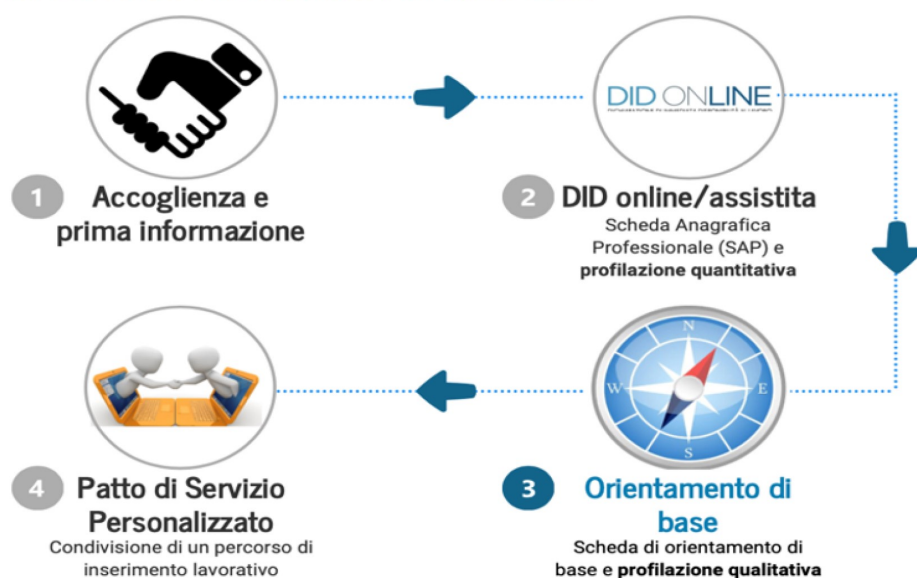 DID ONLINE
1
Accoglienza e
prima informazione
2
DID online/assistita
Scheda Anagrafica
Professionale (SAP) e
profilazione quantitativa
N
W
E
S
4
Patto di Servizio
Personalizzato
Condivisione di un percorso di
inserimento lavorativo
3
Orientamento di
base
Scheda di orientamento di
base e profilazione qualitativa